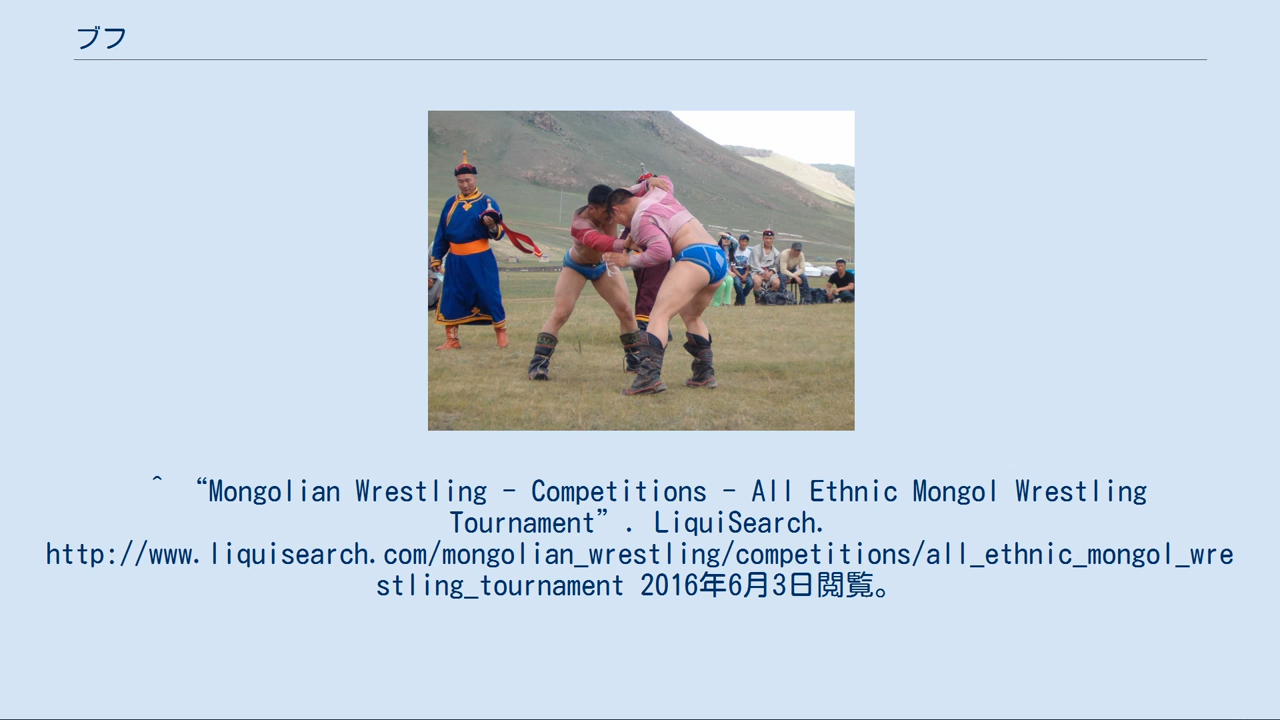 ブフ
^ “Mongolian Wrestling - Competitions - All Ethnic Mongol Wrestling
Tournament”. LiquiSearch.
http://www.liquisearch.com/mongolian_wrestling/competitions/all_ethnic_mongol_wre
stling_tournament 2016年6月3日閲覧。